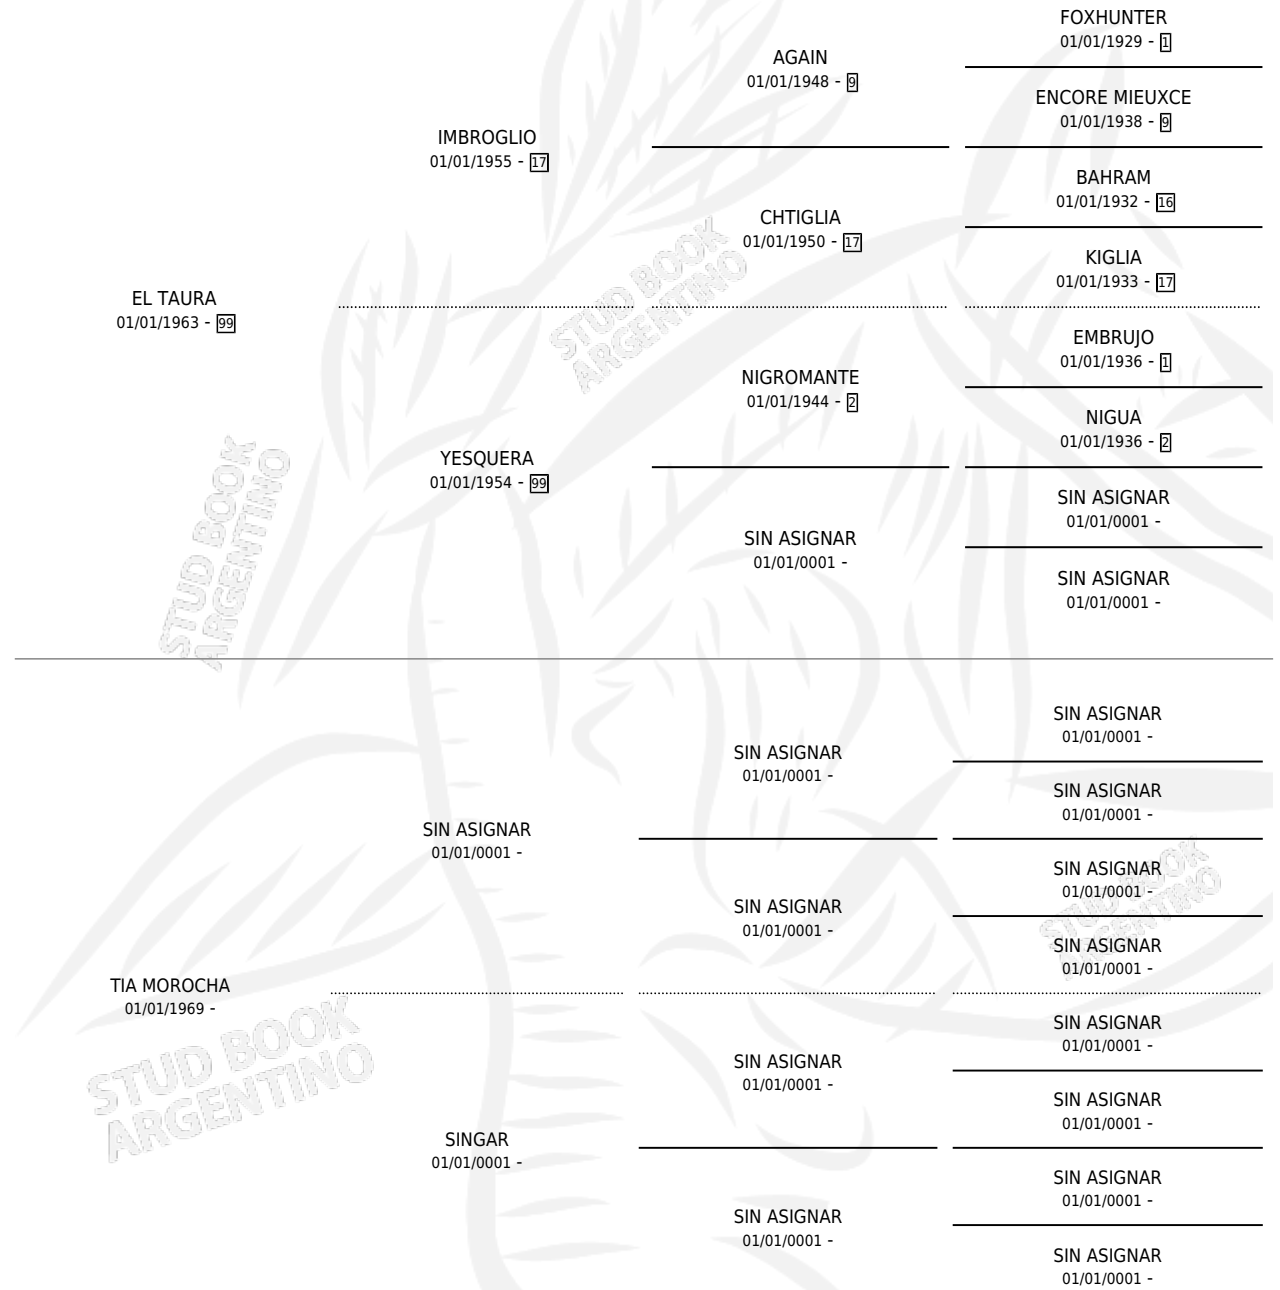 FOXHUNTER
01/01/1929 - 1
AGAIN
01/01/1948 - 9
ENCORE MIEUXCE
01/01/1938 - 9
IMBROGLIO
01/01/1955 - 17
BAHRAM
01/01/1932 - 16
CHTIGLIA
01/01/1950 - 17
KIGLIA
01/01/1933 - 17
EL TAURA
01/01/1963 - 99
EMBRUJO
01/01/1936 - 1
NIGROMANTE
01/01/1944 - 2
NIGUA
01/01/1936 - 2
YESQUERA
01/01/1954 - 99
SIN ASIGNAR
01/01/0001 -
SIN ASIGNAR
01/01/0001 -
SIN ASIGNAR
01/01/0001 -
STUD BOOK
ARGENTINO
STUD BOOK
ARGENTINO
SIN ASIGNAR
01/01/0001 -
SIN ASIGNAR
01/01/0001 -
SIN ASIGNAR
01/01/0001 -
SIN ASIGNAR
01/01/0001 -
SIN ASIGNAR
01/01/0001 -
SIN ASIGNAR
01/01/0001 -
SIN ASIGNAR
01/01/0001 -
STUD BOOK
ARGENTINO
TIA MOROCHA
01/01/1969 -
STUD BOOK
ARGENTINO
SIN ASIGNAR
01/01/0001 -
SIN ASIGNAR
01/01/0001 -
SIN ASIGNAR
01/01/0001 -
SINGAR
01/01/0001 -
SIN ASIGNAR
01/01/0001 -
SIN ASIGNAR
01/01/0001 -
SIN ASIGNAR
01/01/0001 -